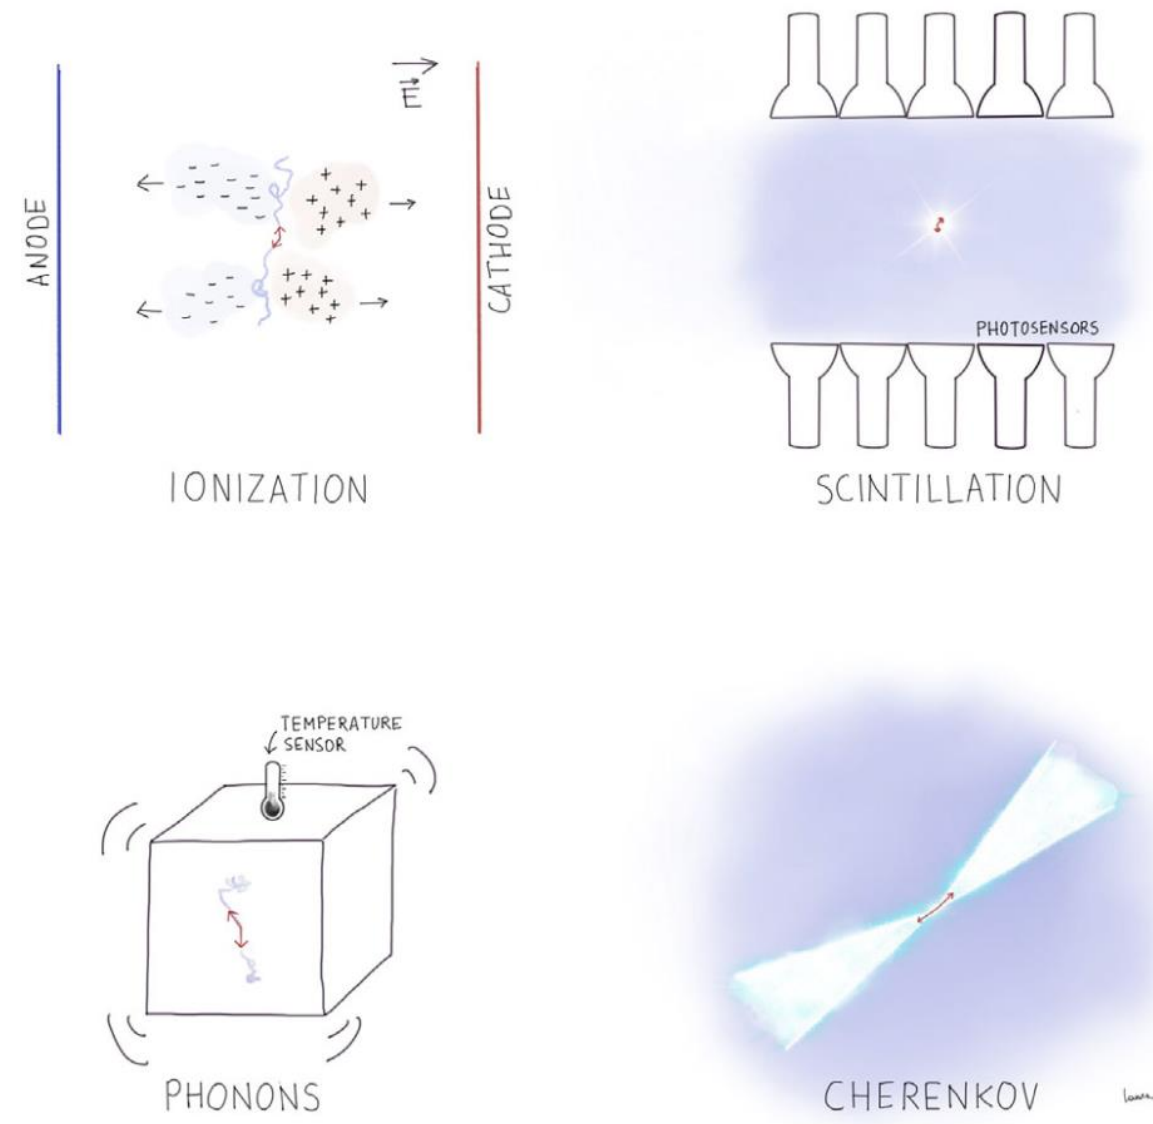 E
ANODE
CATHODE
IONIZATION
PHOTOSENSORS
SCINTILLATION
TEMPERATURE
SENSOR
PHONONS
CHERENKOV